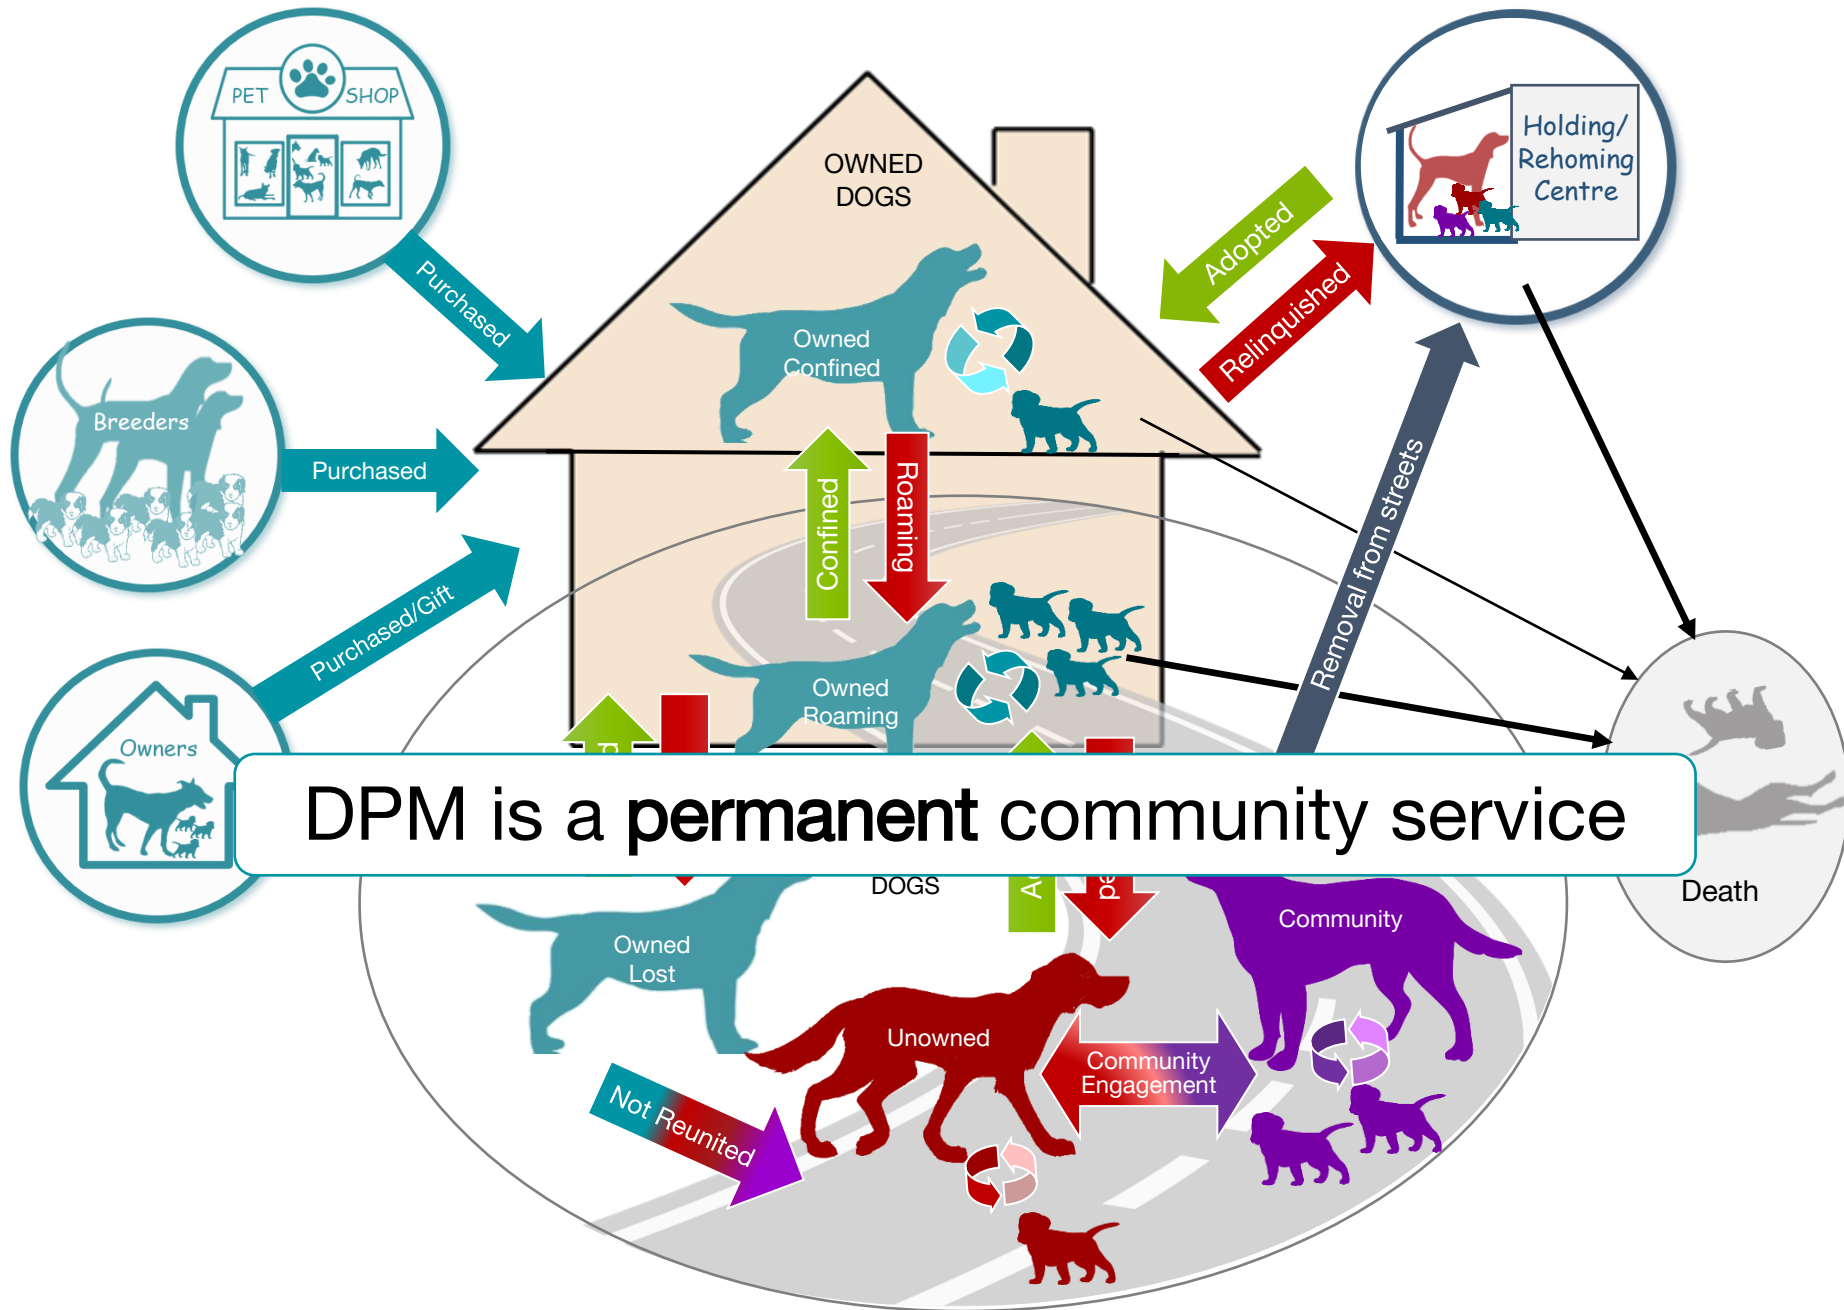 PET SHOP
OWNED
DOGS
Holding/
Rehoming
Centre
Purchased
Adopted
Relinquished
Owned
Confined
Breeders
Purchased
Confined
Roaming
Removal from streets
Purchased/Gift
Owned
Roaming
Owners
DPM is a permanent community service
DOGS
Death
Community
Owned
Lost
Unowned
Community
Engagement
Not Reunited